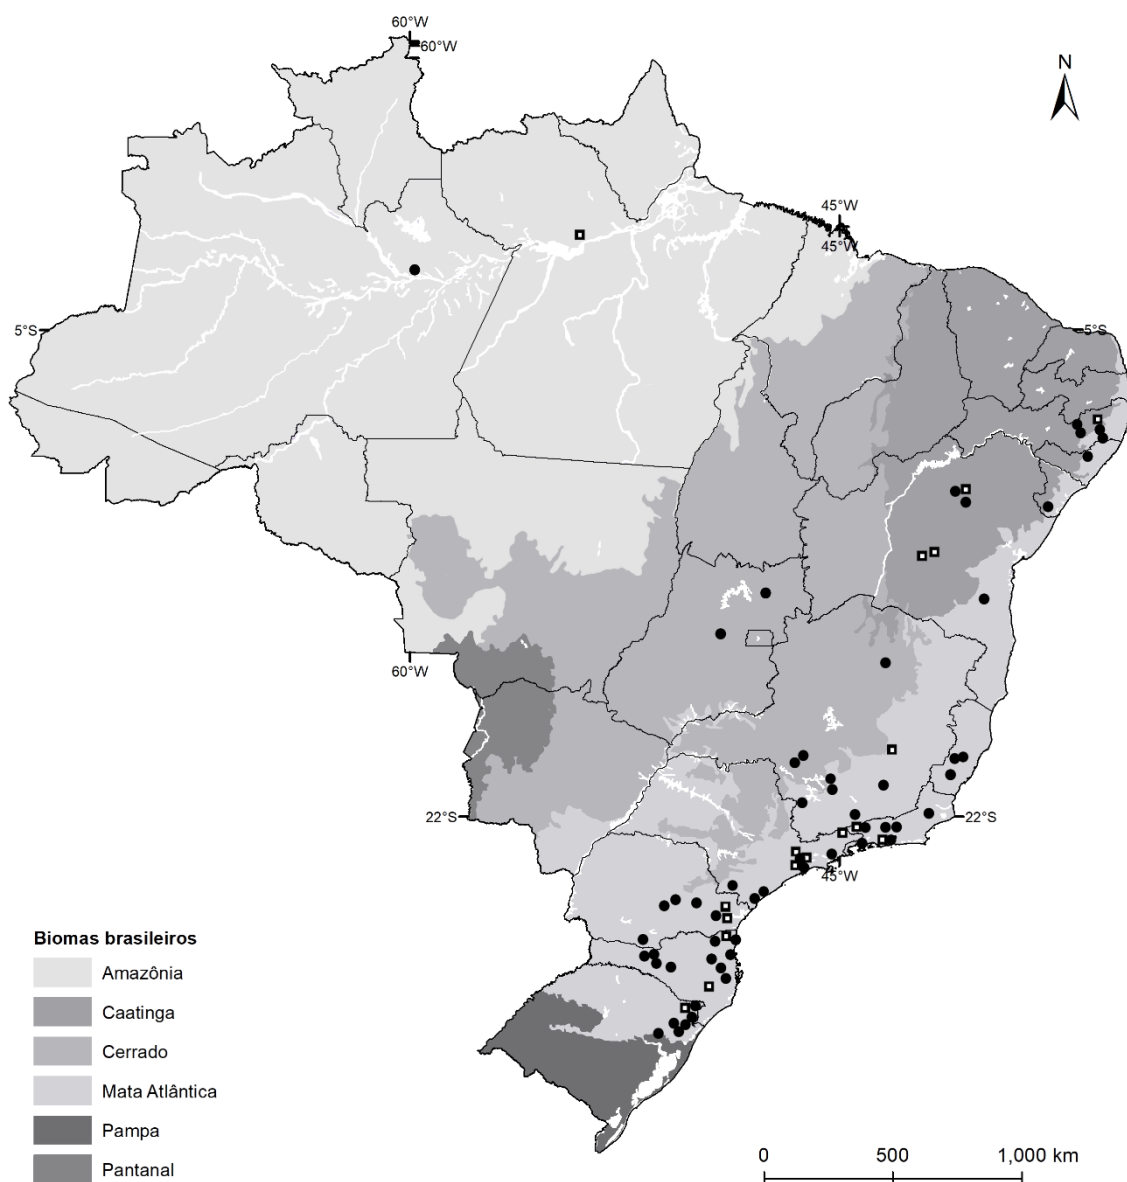 60°W
60°W
N
45°W
45°W
5°S
5°S
60°W
22°S
22°S
45°W
Biomas brasileiros
Amazônia
Caatinga
Cerrado
Mata Atlântica
Pampa
Pantanal
0 500 1,000 km